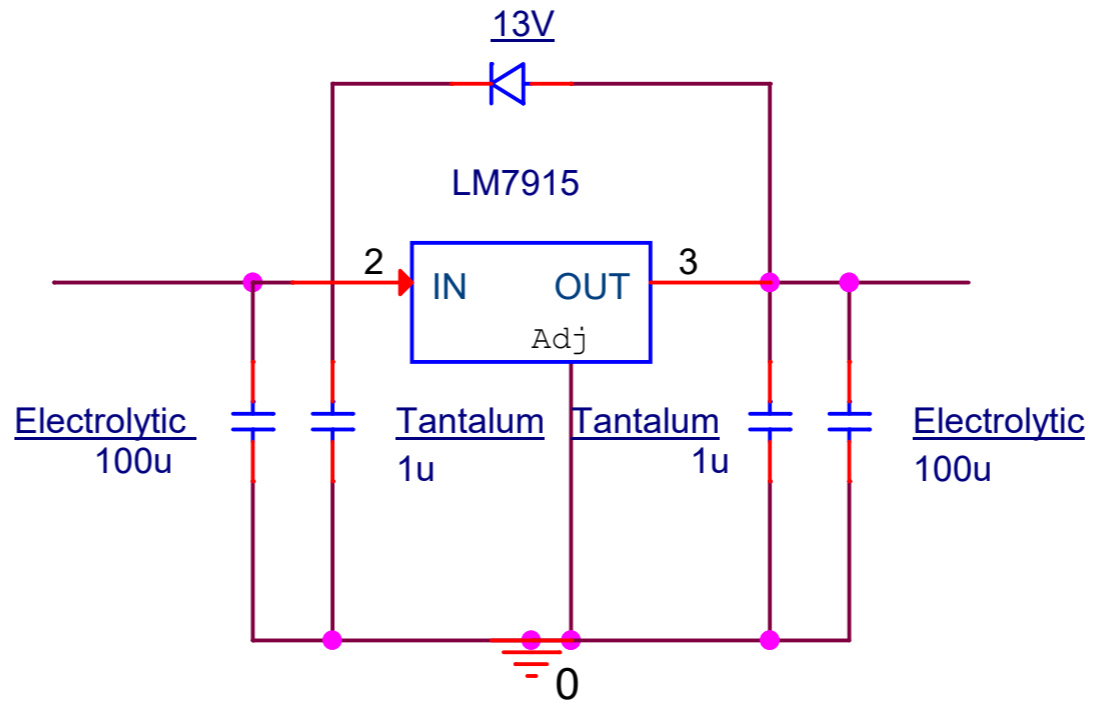 13V
LM7915
2
3
IN
OUT
Adj
Electrolytic
100u
Tantalum
1u
Tantalum
1u
Electrolytic
100u
0